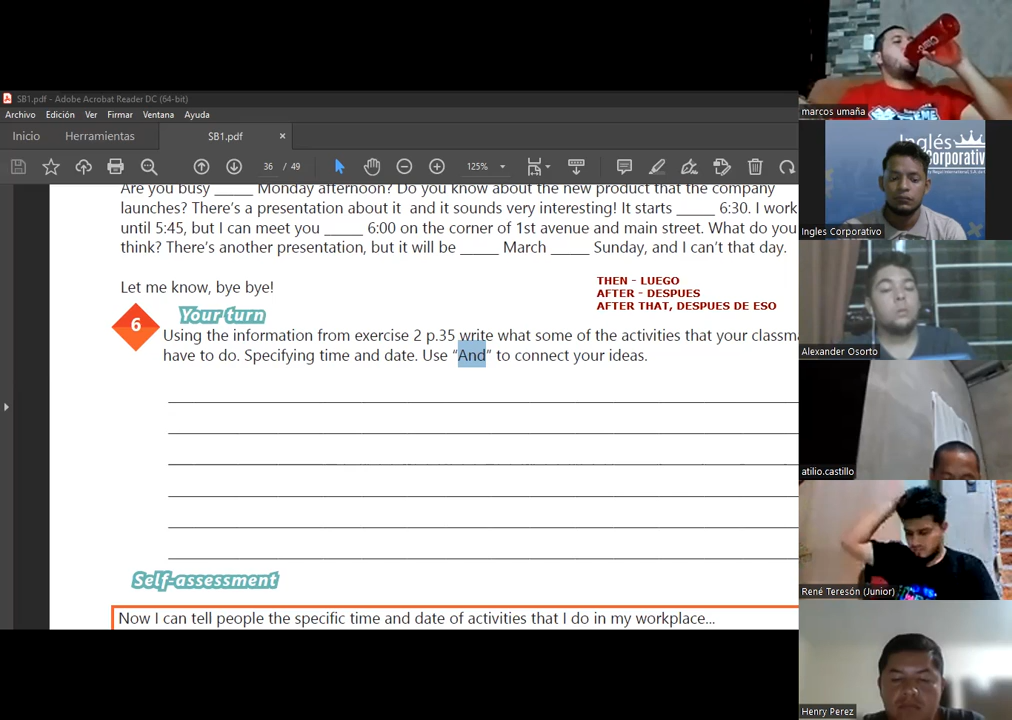 SB1.pdf - Adobe Acrobat Reader DC (64-bit)
Archivo Edición Ver Firmar Ventana Ayuda
Inicio Herramientas SB1.pdf ×
36 / 49 125%
Are you busy _____ Monday afternoon? Do you know about the new product that the company
launches? There's a presentation about it and it sounds very interesting! It starts _____ 6:30. I work
until 5:45, but I can meet you _____ 6:00 on the corner of 1st avenue and main street. What do you
think? There's another presentation, but it will be _____ March _____ Sunday, and I can't that day.
THEN - LUEGO
AFTER - DESPUES
AFTER THAT, DESPUES DE ESO
Let me know, bye bye!
6 Your turn
Using the information from exercise 2 p.35 write what some of the activities that your classm
have to do. Specifying time and date. Use "And" to connect your ideas.
Self-assessment
Now I can tell people the specific time and date of activities that I do in my workplace...
marcos umaña
Inglés
Corporativ
Ingles Corporativo
Alexander Osorto
atilio.castillo
René Teresón (Junior)
Henry Perez